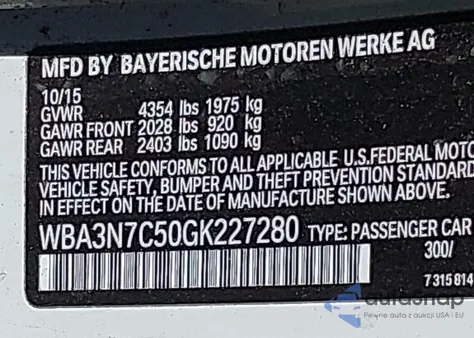 MFD BY BAYERISCHE MOTOREN WERKE AG
10/15
GVWR 4354 lbs 1975 kg
GAWR FRONT 2028 lbs 920 kg
GAWR REAR 2403 lbs 1090 kg
THIS VEHICLE CONFORMS TO ALL APPLICABLE U.S.FEDERAL MOTO
VEHICLE SAFETY, BUMPER AND THEFT PREVENTION STANDARD
IN EFFECT ON THE DATE OF MANUFACTURE SHOWN ABOVE.
WBA3N7C50GK227280 TYPE: PASSENGER CAR
300/
7 315 814
autosnap
Pewne auta z aukcji USA i EU